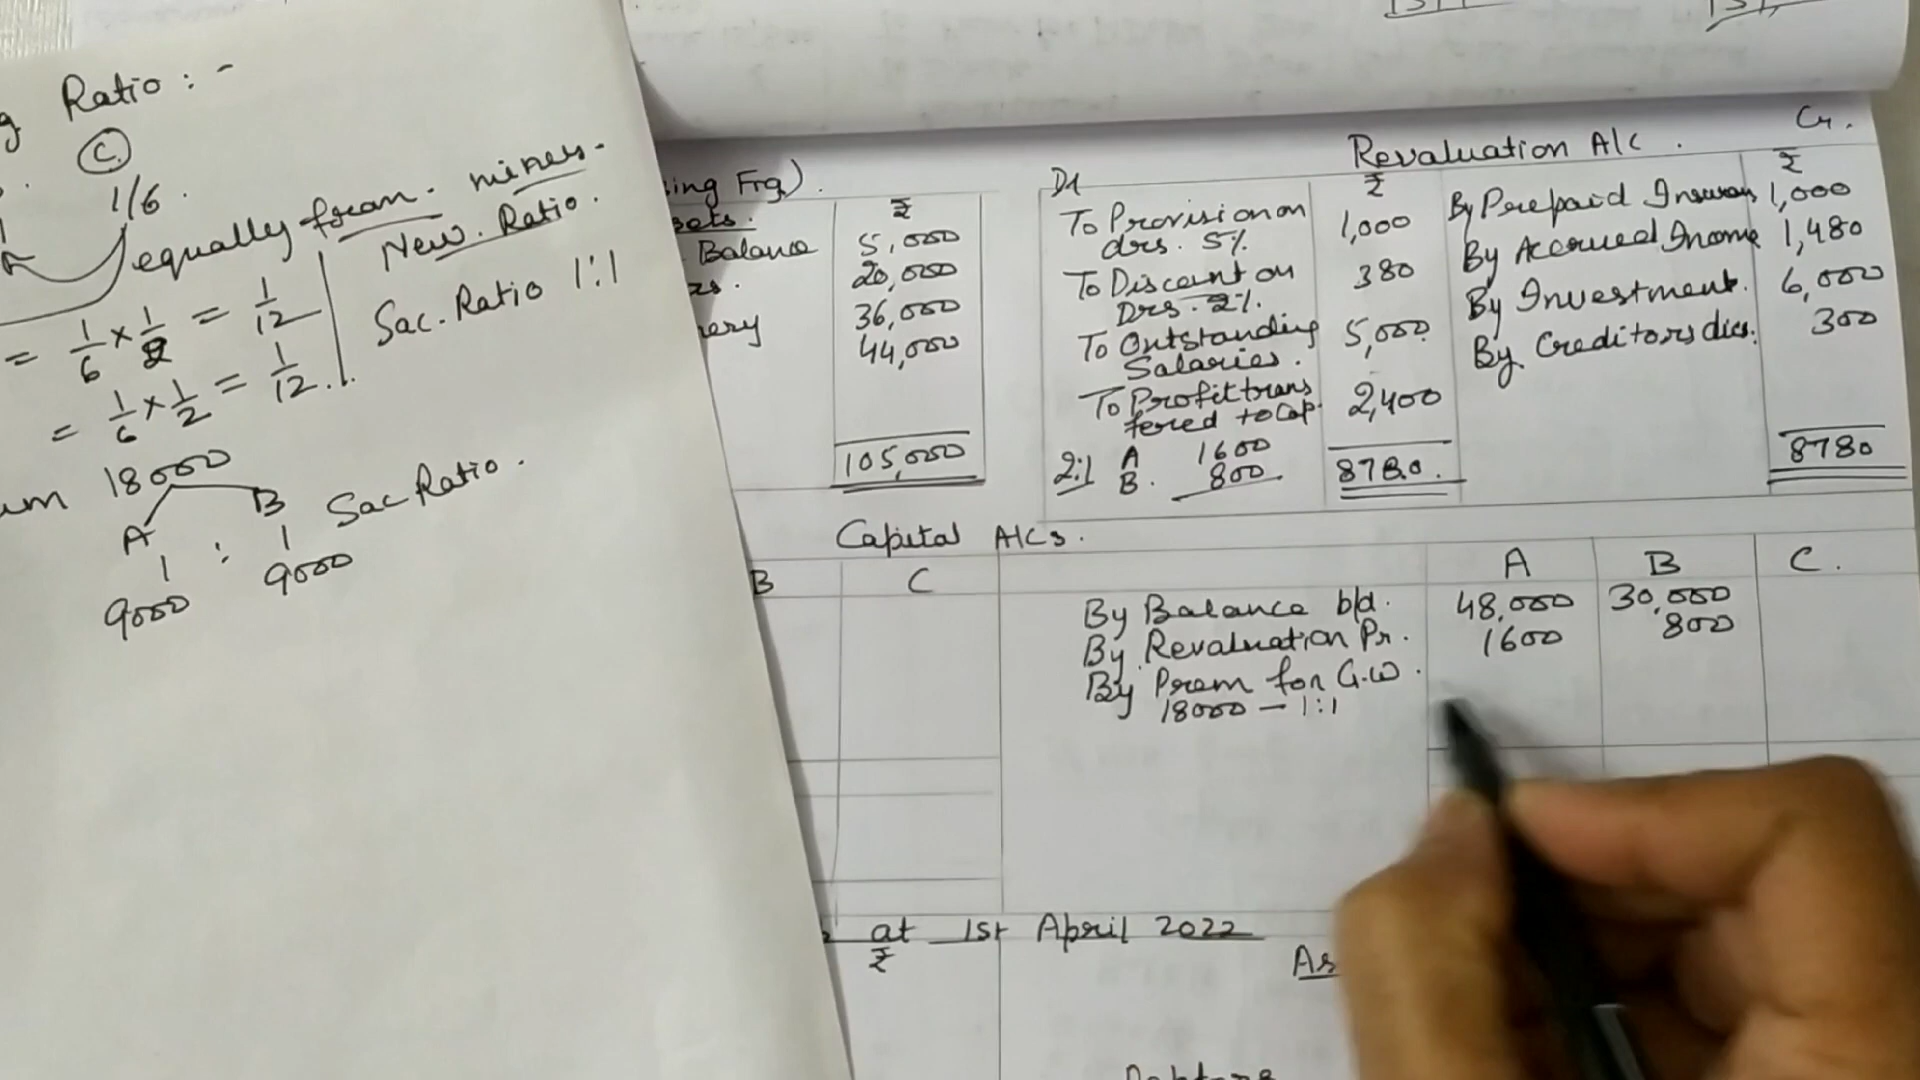 Ratio : -
C
1/6 .
equally from . minus .
New . Ratio .
= 1/6 × 1/2 = 1/12
Sac . Ratio 1:1
= 1/6 × 1/2 = 1/12 .
18000
A B Sac Ratio .
1 : 1
9000 9000
ing Frg) .
₹
Balance 5,000
20,000
36,000
44,000
105,000
Revaluation A/c . Cr .
₹ ₹
To Provision on 1,000 By Prepaid 1,000
drs . 5%
By Accrued Income 1,480
To Discount on 380
Drs . 2%.
By Investment . 6,000
To Outstanding 5,000
Salaries .
By Creditors dis . 300
To Profit trans 2,400
fered to Cap .
2:1 A 1600
B . 800
8780 . 8780
Capital A/Cs .
B C A B C .
By Balance b/d . 48,000 30,000
By Revaluation Pr . 1600 800
By Prem for G.W .
18000 — 1:1
at 1st April 2022
₹